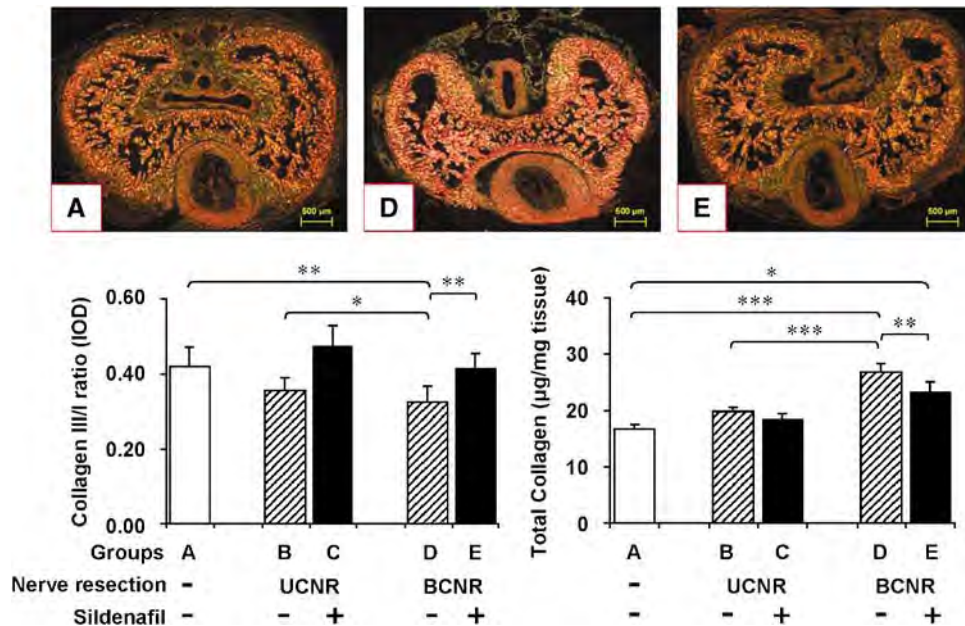 A
500 µm
D
500 µm
E
500 µm
Collagen III/I ratio (IOD)
0.60
0.40
0.20
0.00
**
*
**
Groups A B C D E
Nerve resection - UCNR BCNR
Sildenafil - - + - +
Total Collagen (µg/mg tissue)
40
30
20
10
0
*
***
***
**
A B C D E
- UCNR BCNR
- - + - +